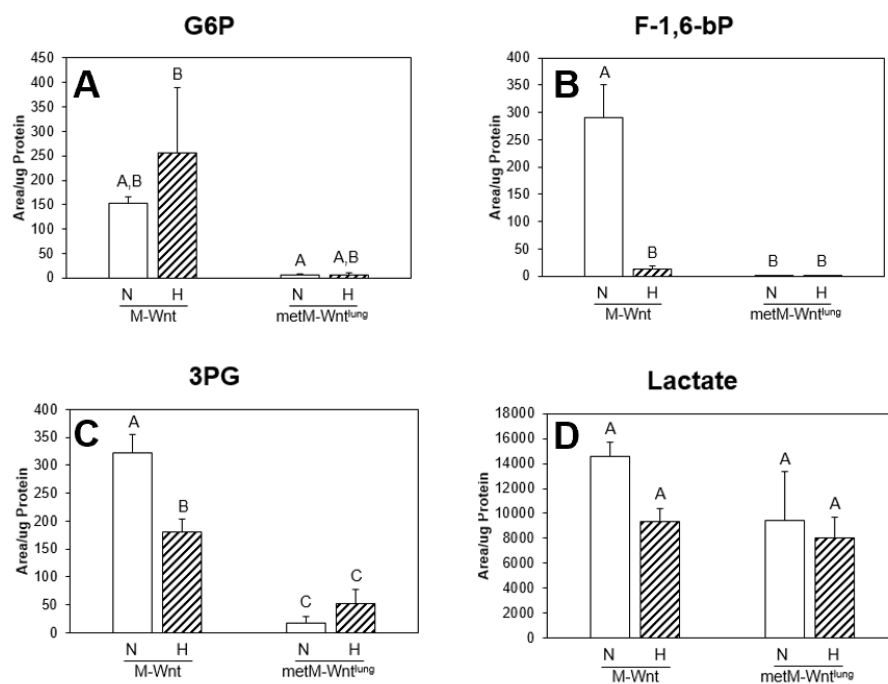 G6P
A
Area/ug Protein
450
400
350
300
250
200
150
100
50
0
A,B
B
A
A,B
N H N H
M-Wnt metM-Wntlung
F-1,6-bP
B
Area/ug Protein
400
350
300
250
200
150
100
50
0
A
B
B
B
N H N H
M-Wnt metM-Wntlung
3PG
C
Area/ug Protein
400
350
300
250
200
150
100
50
0
A
B
C
C
N H N H
M-Wnt metM-Wntlung
Lactate
D
Area/ug Protein
18000
16000
14000
12000
10000
8000
6000
4000
2000
0
A
A
A
A
N H N H
M-Wnt metM-Wntlung